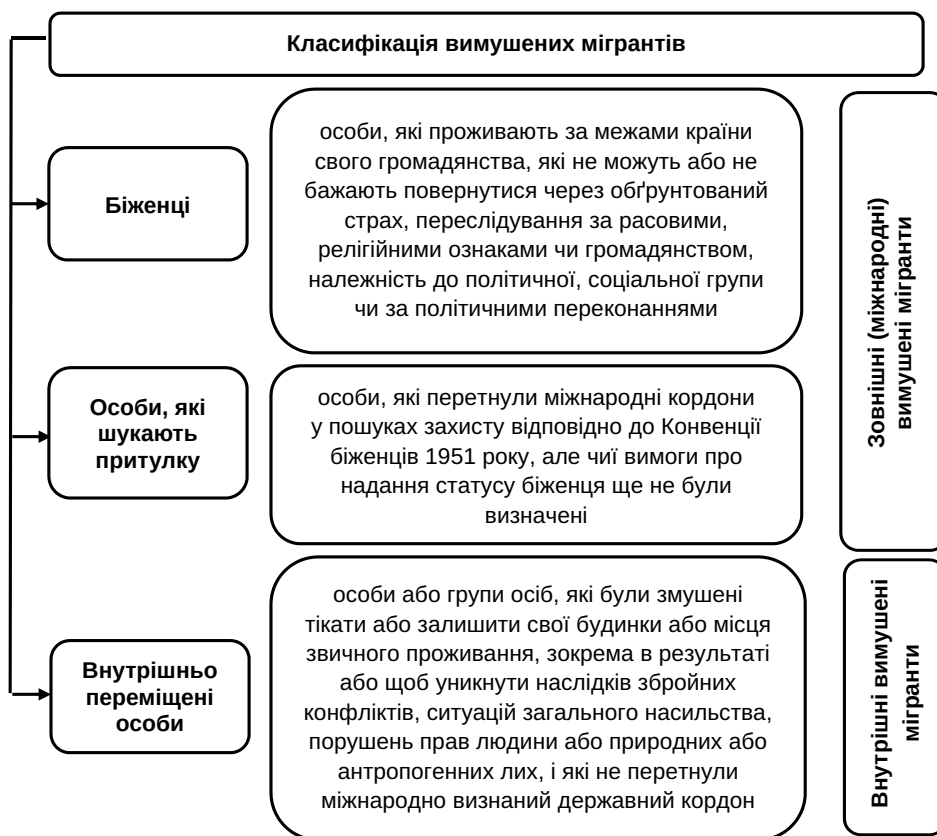 Класифікація вимушених мігрантів
Біженці
особи, які проживають за межами країни
свого громадянства, які не можуть або не
бажають повернутися через обґрунтований
страх, переслідування за расовими,
релігійними ознаками чи громадянством,
належність до політичної, соціальної групи
чи за політичними переконаннями
Особи, які
шукають
притулку
особи, які перетнули міжнародні кордони
у пошуках захисту відповідно до Конвенції
біженців 1951 року, але чиї вимоги про
надання статусу біженця ще не були
визначені
Зовнішні (міжнародні)
вимушені мігранти
Внутрішньо
переміщені
особи
особи або групи осіб, які були змушені
тікати або залишити свої будинки або місця
звичного проживання, зокрема в результаті
або щоб уникнути наслідків збройних
конфліктів, ситуацій загального насильства,
порушень прав людини або природних або
антропогенних лих, і які не перетнули
міжнародно визнаний державний кордон
Внутрішні вимушені
мігранти